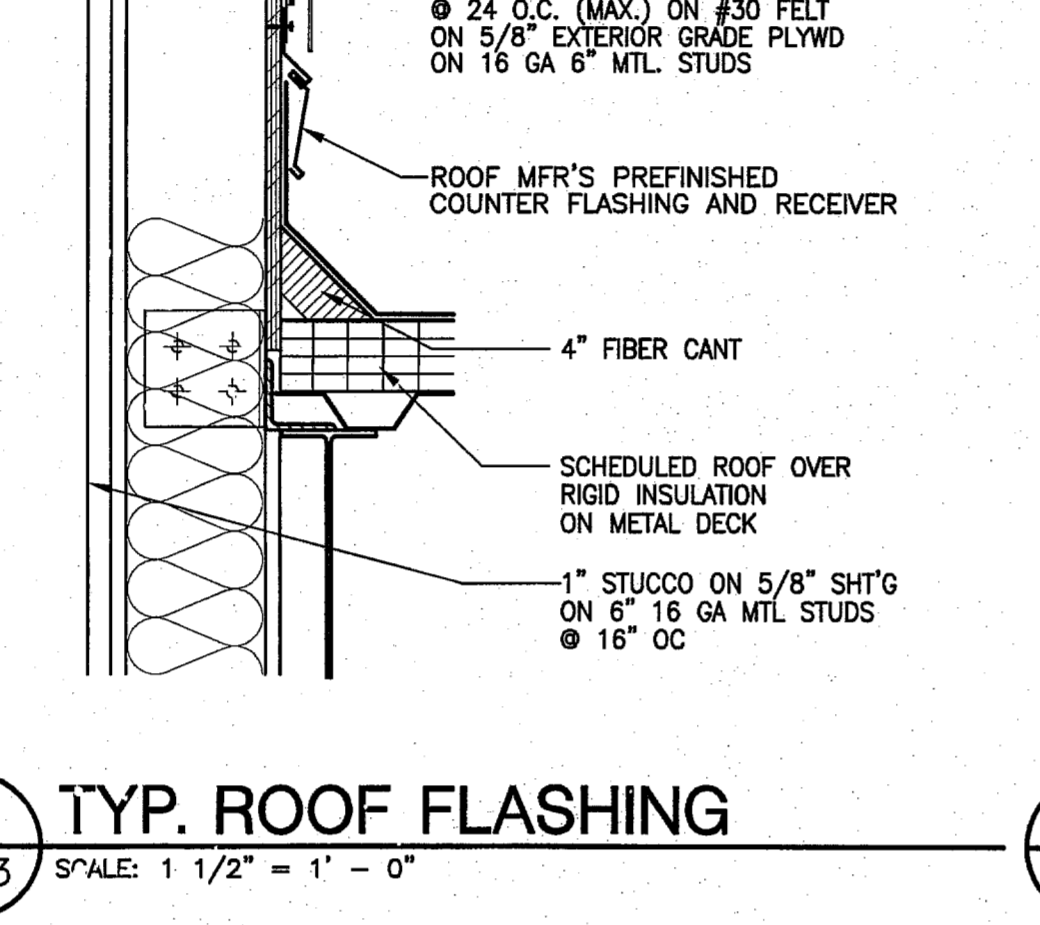 @ 24 O.C. (MAX.) ON #30 FELT
ON 5/8" EXTERIOR GRADE PLYWD
ON 16 GA 6" MTL. STUDS
ROOF MFR'S PREFINISHED
COUNTER FLASHING AND RECEIVER
4" FIBER CANT
SCHEDULED ROOF OVER
RIGID INSULATION
ON METAL DECK
1" STUCCO ON 5/8" SHT'G
ON 6" 16 GA MTL STUDS
@ 16" OC
TYP. ROOF FLASHING
3
SCALE: 1 1/2" = 1' - 0"